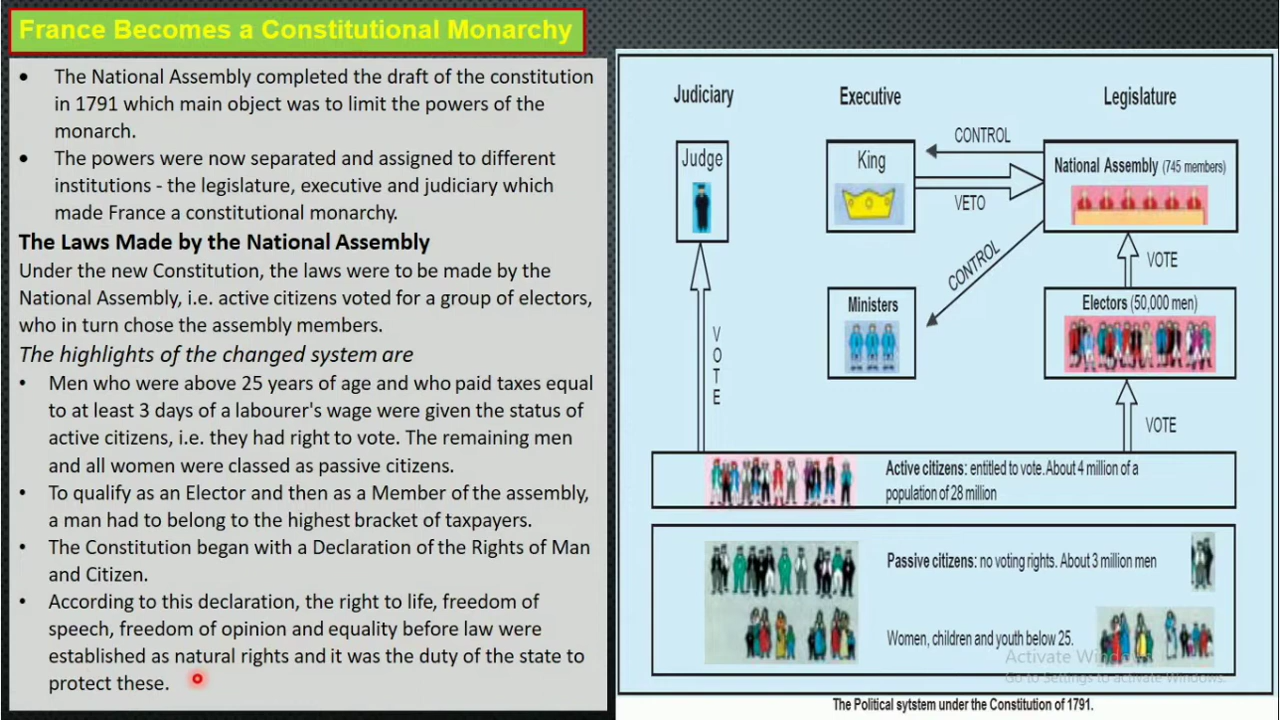 France Becomes a Constitutional Monarchy
• The National Assembly completed the draft of the constitution
in 1791 which main object was to limit the powers of the
monarch.
• The powers were now separated and assigned to different
institutions - the legislature, executive and judiciary which
made France a constitutional monarchy.
The Laws Made by the National Assembly
Under the new Constitution, the laws were to be made by the
National Assembly, i.e. active citizens voted for a group of electors,
who in turn chose the assembly members.
The highlights of the changed system are
• Men who were above 25 years of age and who paid taxes equal
to at least 3 days of a labourer's wage were given the status of
active citizens, i.e. they had right to vote. The remaining men
and all women were classed as passive citizens.
• To qualify as an Elector and then as a Member of the assembly,
a man had to belong to the highest bracket of taxpayers.
• The Constitution began with a Declaration of the Rights of Man
and Citizen.
• According to this declaration, the right to life, freedom of
speech, freedom of opinion and equality before law were
established as natural rights and it was the duty of the state to
protect these.
Judiciary
Executive
Legislature
Judge
King
CONTROL
VETO
National Assembly (745 members)
CONTROL
VOTE
Ministers
Electors (50,000 men)
VOTE
VOTE
Active citizens: entitled to vote. About 4 million of a
population of 28 million
Passive citizens: no voting rights. About 3 million men
Women, children and youth below 25.
Activate Windows
Go to Settings to activate Windows.
The Political sytstem under the Constitution of 1791.